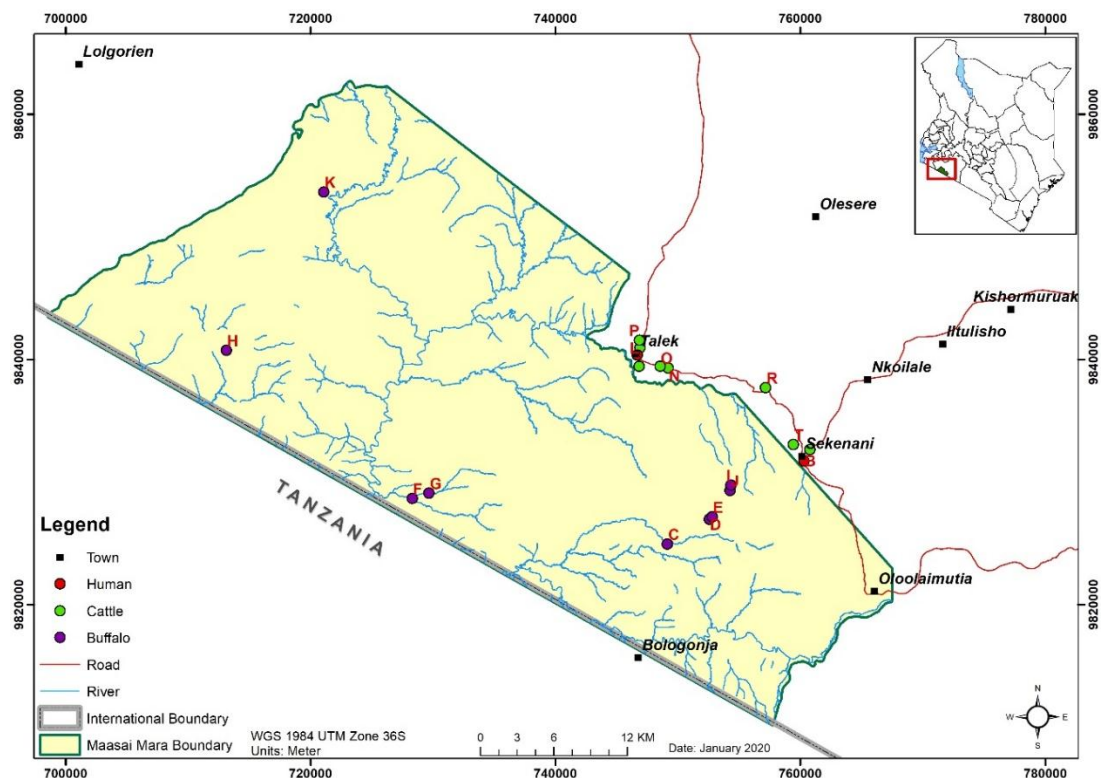 700000 720000 740000 760000 780000
Lolgorien
9860000
9860000
K
Olesere
Kishormuruak
Iltulisho
P
Talek
H
L
O
N
9840000
9840000
R
Nkoilale
T
Sekenani
B
I
J
F
G
E
D
C
TANZANIA
Legend
Town
Human
Cattle
Buffalo
Road
River
International Boundary
Maasai Mara Boundary
Oloolaimutia
9820000
9820000
Bologonja
WGS 1984 UTM Zone 36S
Units: Meter
0 3 6 12 KM
Date: January 2020
N
W E
S
700000 720000 740000 760000 780000